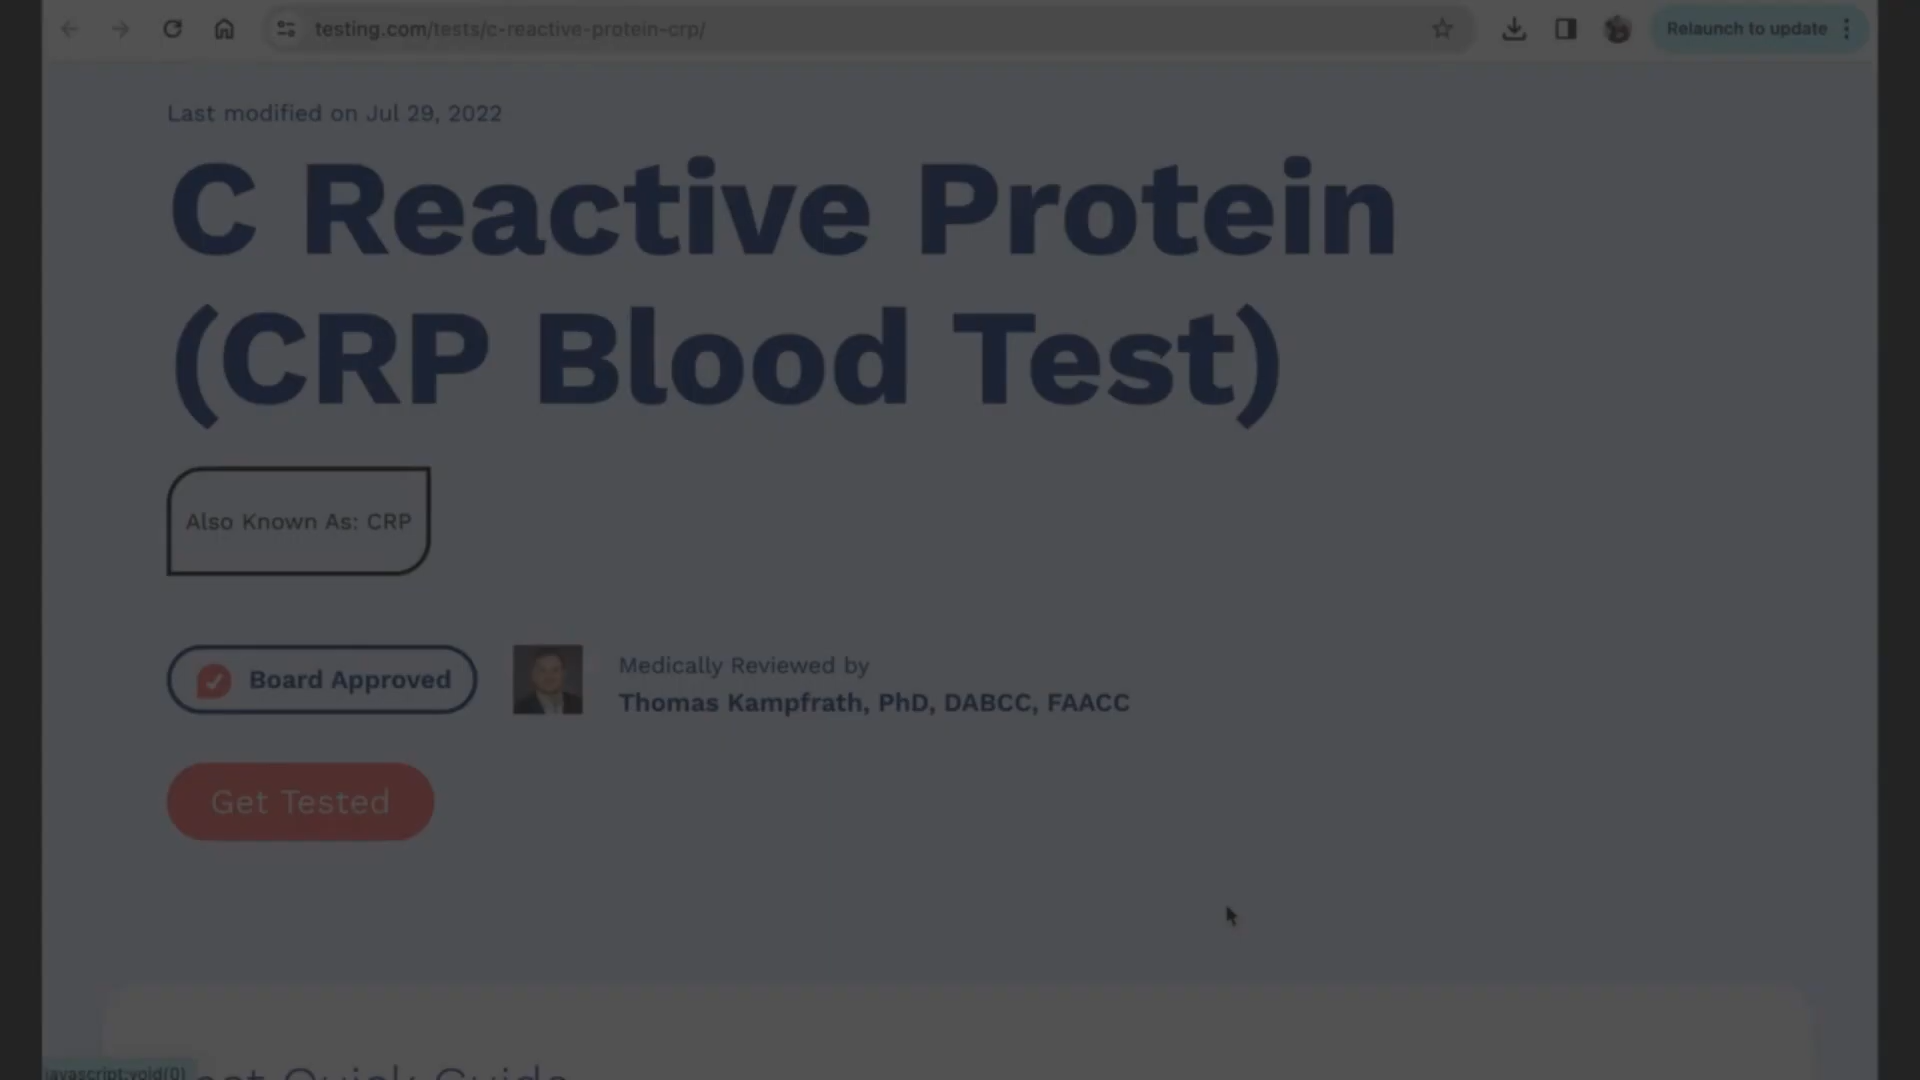 testing.com/tests/c-reactive-protein-crp/
Relaunch to update
Last modified on Jul 29, 2022
C Reactive Protein
(CRP Blood Test)
Also Known As: CRP
Board Approved
Medically Reviewed by
Thomas Kampfrath, PhD, DABCC, FAACC
Get Tested
javascript:void(0)
Quick Guide